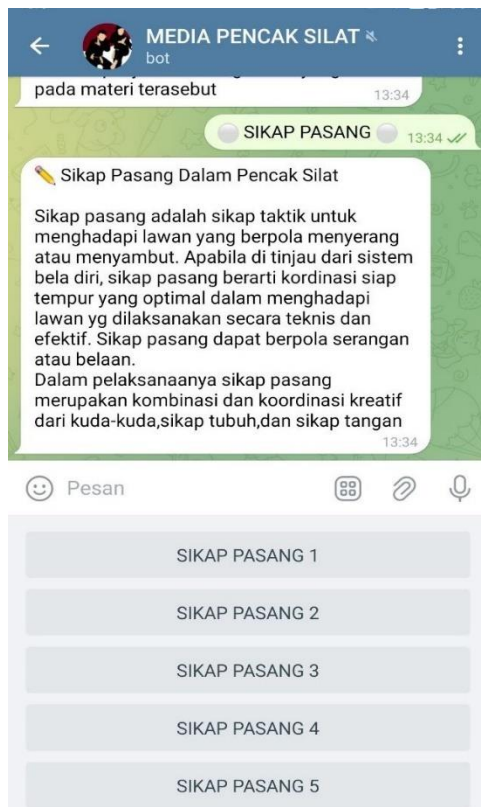 MEDIA PENCAK SILAT
bot
pada materi terasebut
13:34
SIKAP PASANG
13:34
Sikap Pasang Dalam Pencak Silat
Sikap pasang adalah sikap taktik untuk
menghadapi lawan yang berpola menyerang
atau menyambut. Apabila di tinjau dari sistem
bela diri, sikap pasang berarti kordinasi siap
tempur yang optimal dalam menghadapi
lawan yg dilaksanakan secara teknis dan
efektif. Sikap pasang dapat berpola serangan
atau belaan.
Dalam pelaksanaanya sikap pasang
merupakan kombinasi dan koordinasi kreatif
dari kuda-kuda,sikap tubuh,dan sikap tangan
13:34
Pesan
SIKAP PASANG 1
SIKAP PASANG 2
SIKAP PASANG 3
SIKAP PASANG 4
SIKAP PASANG 5